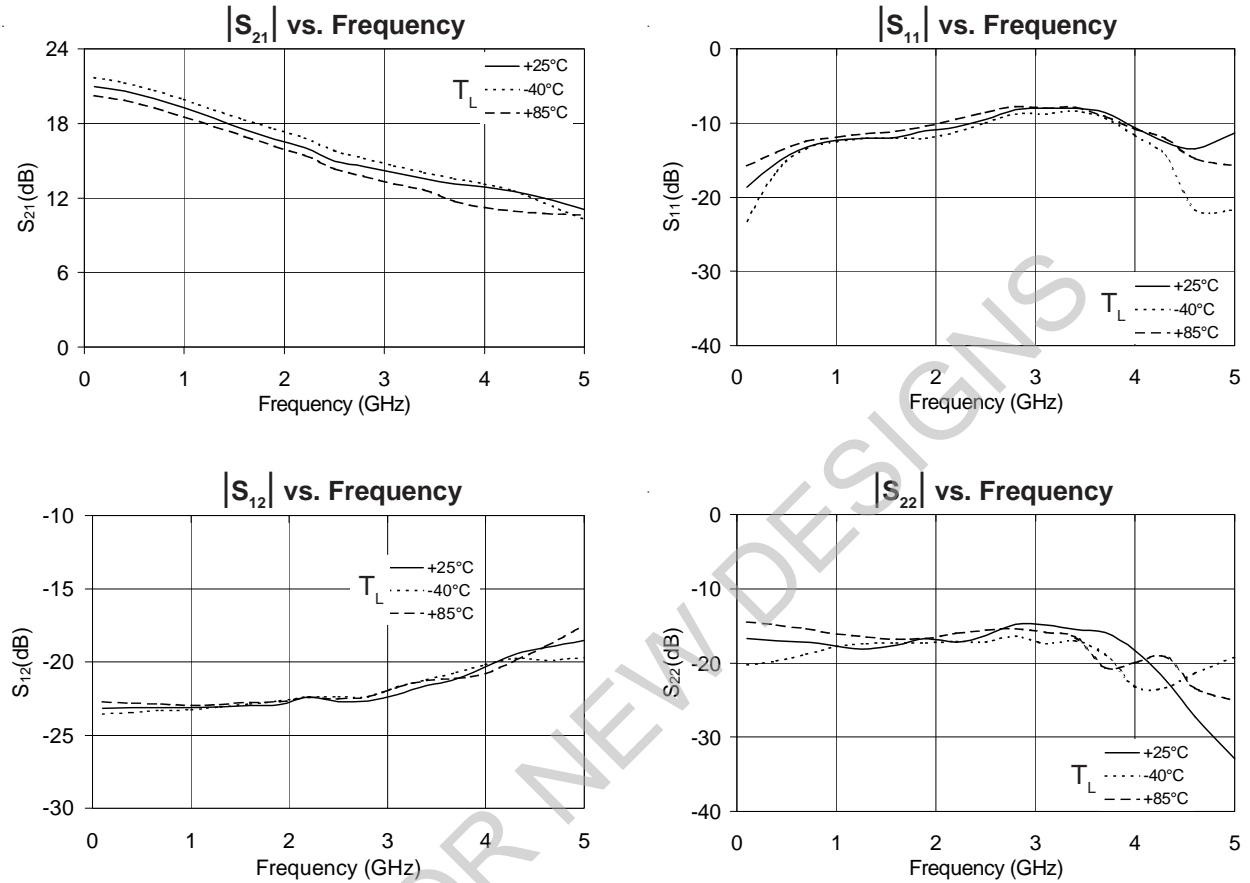 |S21| vs. Frequency
24
18
12
6
0
S21(dB)
TL
+25°C
-40°C
+85°C
0 1 2 3 4 5
Frequency (GHz)
|S11| vs. Frequency
0
-10
-20
-30
-40
S11(dB)
TL
+25°C
-40°C
+85°C
0 1 2 3 4 5
Frequency (GHz)
|S12| vs. Frequency
-10
-15
-20
-25
-30
S12(dB)
TL
+25°C
-40°C
+85°C
0 1 2 3 4 5
Frequency (GHz)
|S22| vs. Frequency
0
-10
-20
-30
-40
S22(dB)
TL
+25°C
-40°C
+85°C
0 1 2 3 4 5
Frequency (GHz)
OR NEW DESIGNS